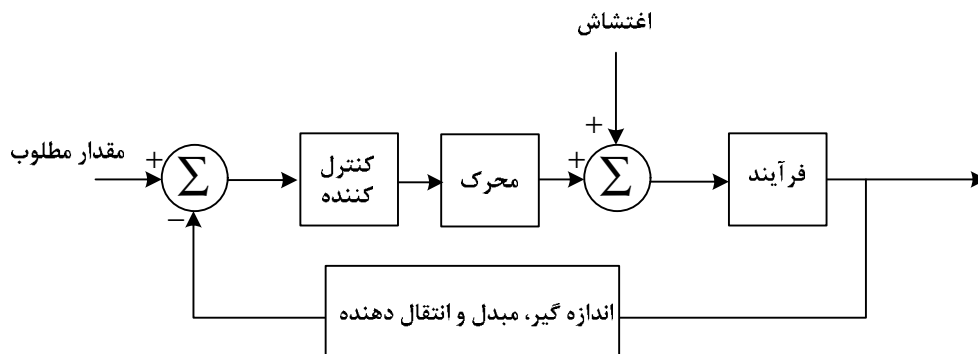 اغتشاش
مقدار مطلوب
+
−
Σ
کنترل
کننده
محرک
+
+
Σ
فرآیند
اندازه گیر، مبدل و انتقال دهنده